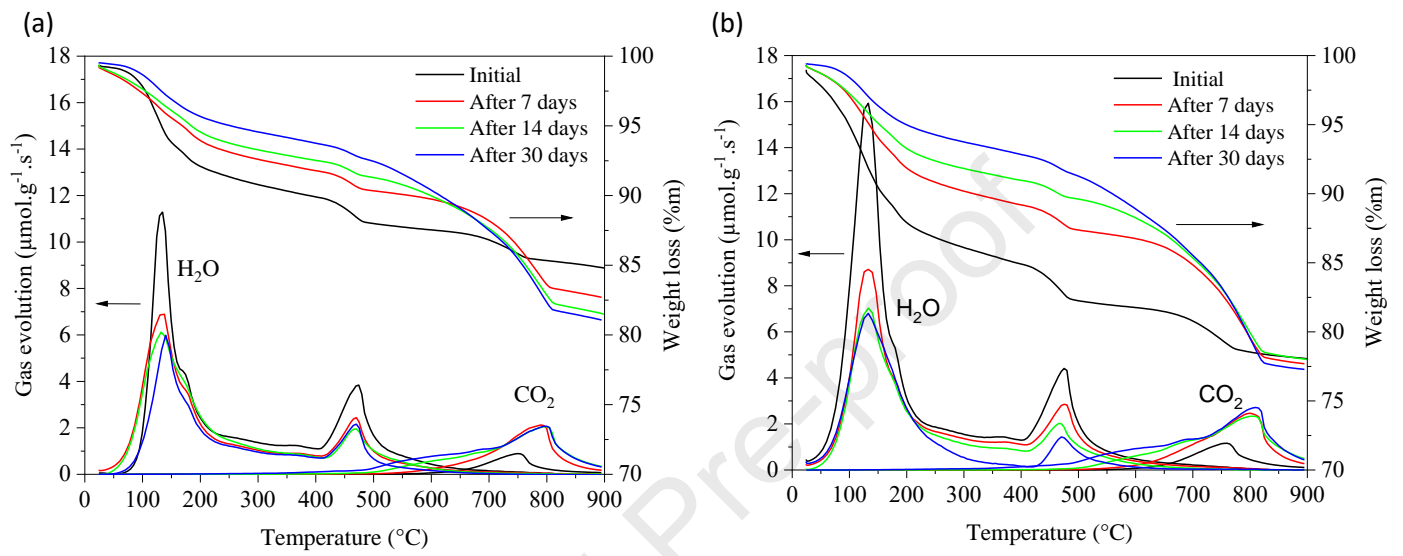 (a)
Gas evolution (μmol.g⁻¹.s⁻¹)
18
16
14
12
10
8
6
4
2
0
Initial
After 7 days
After 14 days
After 30 days
H₂O
CO₂
100
95
90
85
80
75
70
Weight loss (%m)
0 100 200 300 400 500 600 700 800 900
Temperature (°C)
(b)
Gas evolution (μmol.g⁻¹.s⁻¹)
18
16
14
12
10
8
6
4
2
0
Initial
After 7 days
After 14 days
After 30 days
H₂O
CO₂
100
95
90
85
80
75
70
Weight loss (%m)
0 100 200 300 400 500 600 700 800 900
Temperature (°C)
Pre-proof